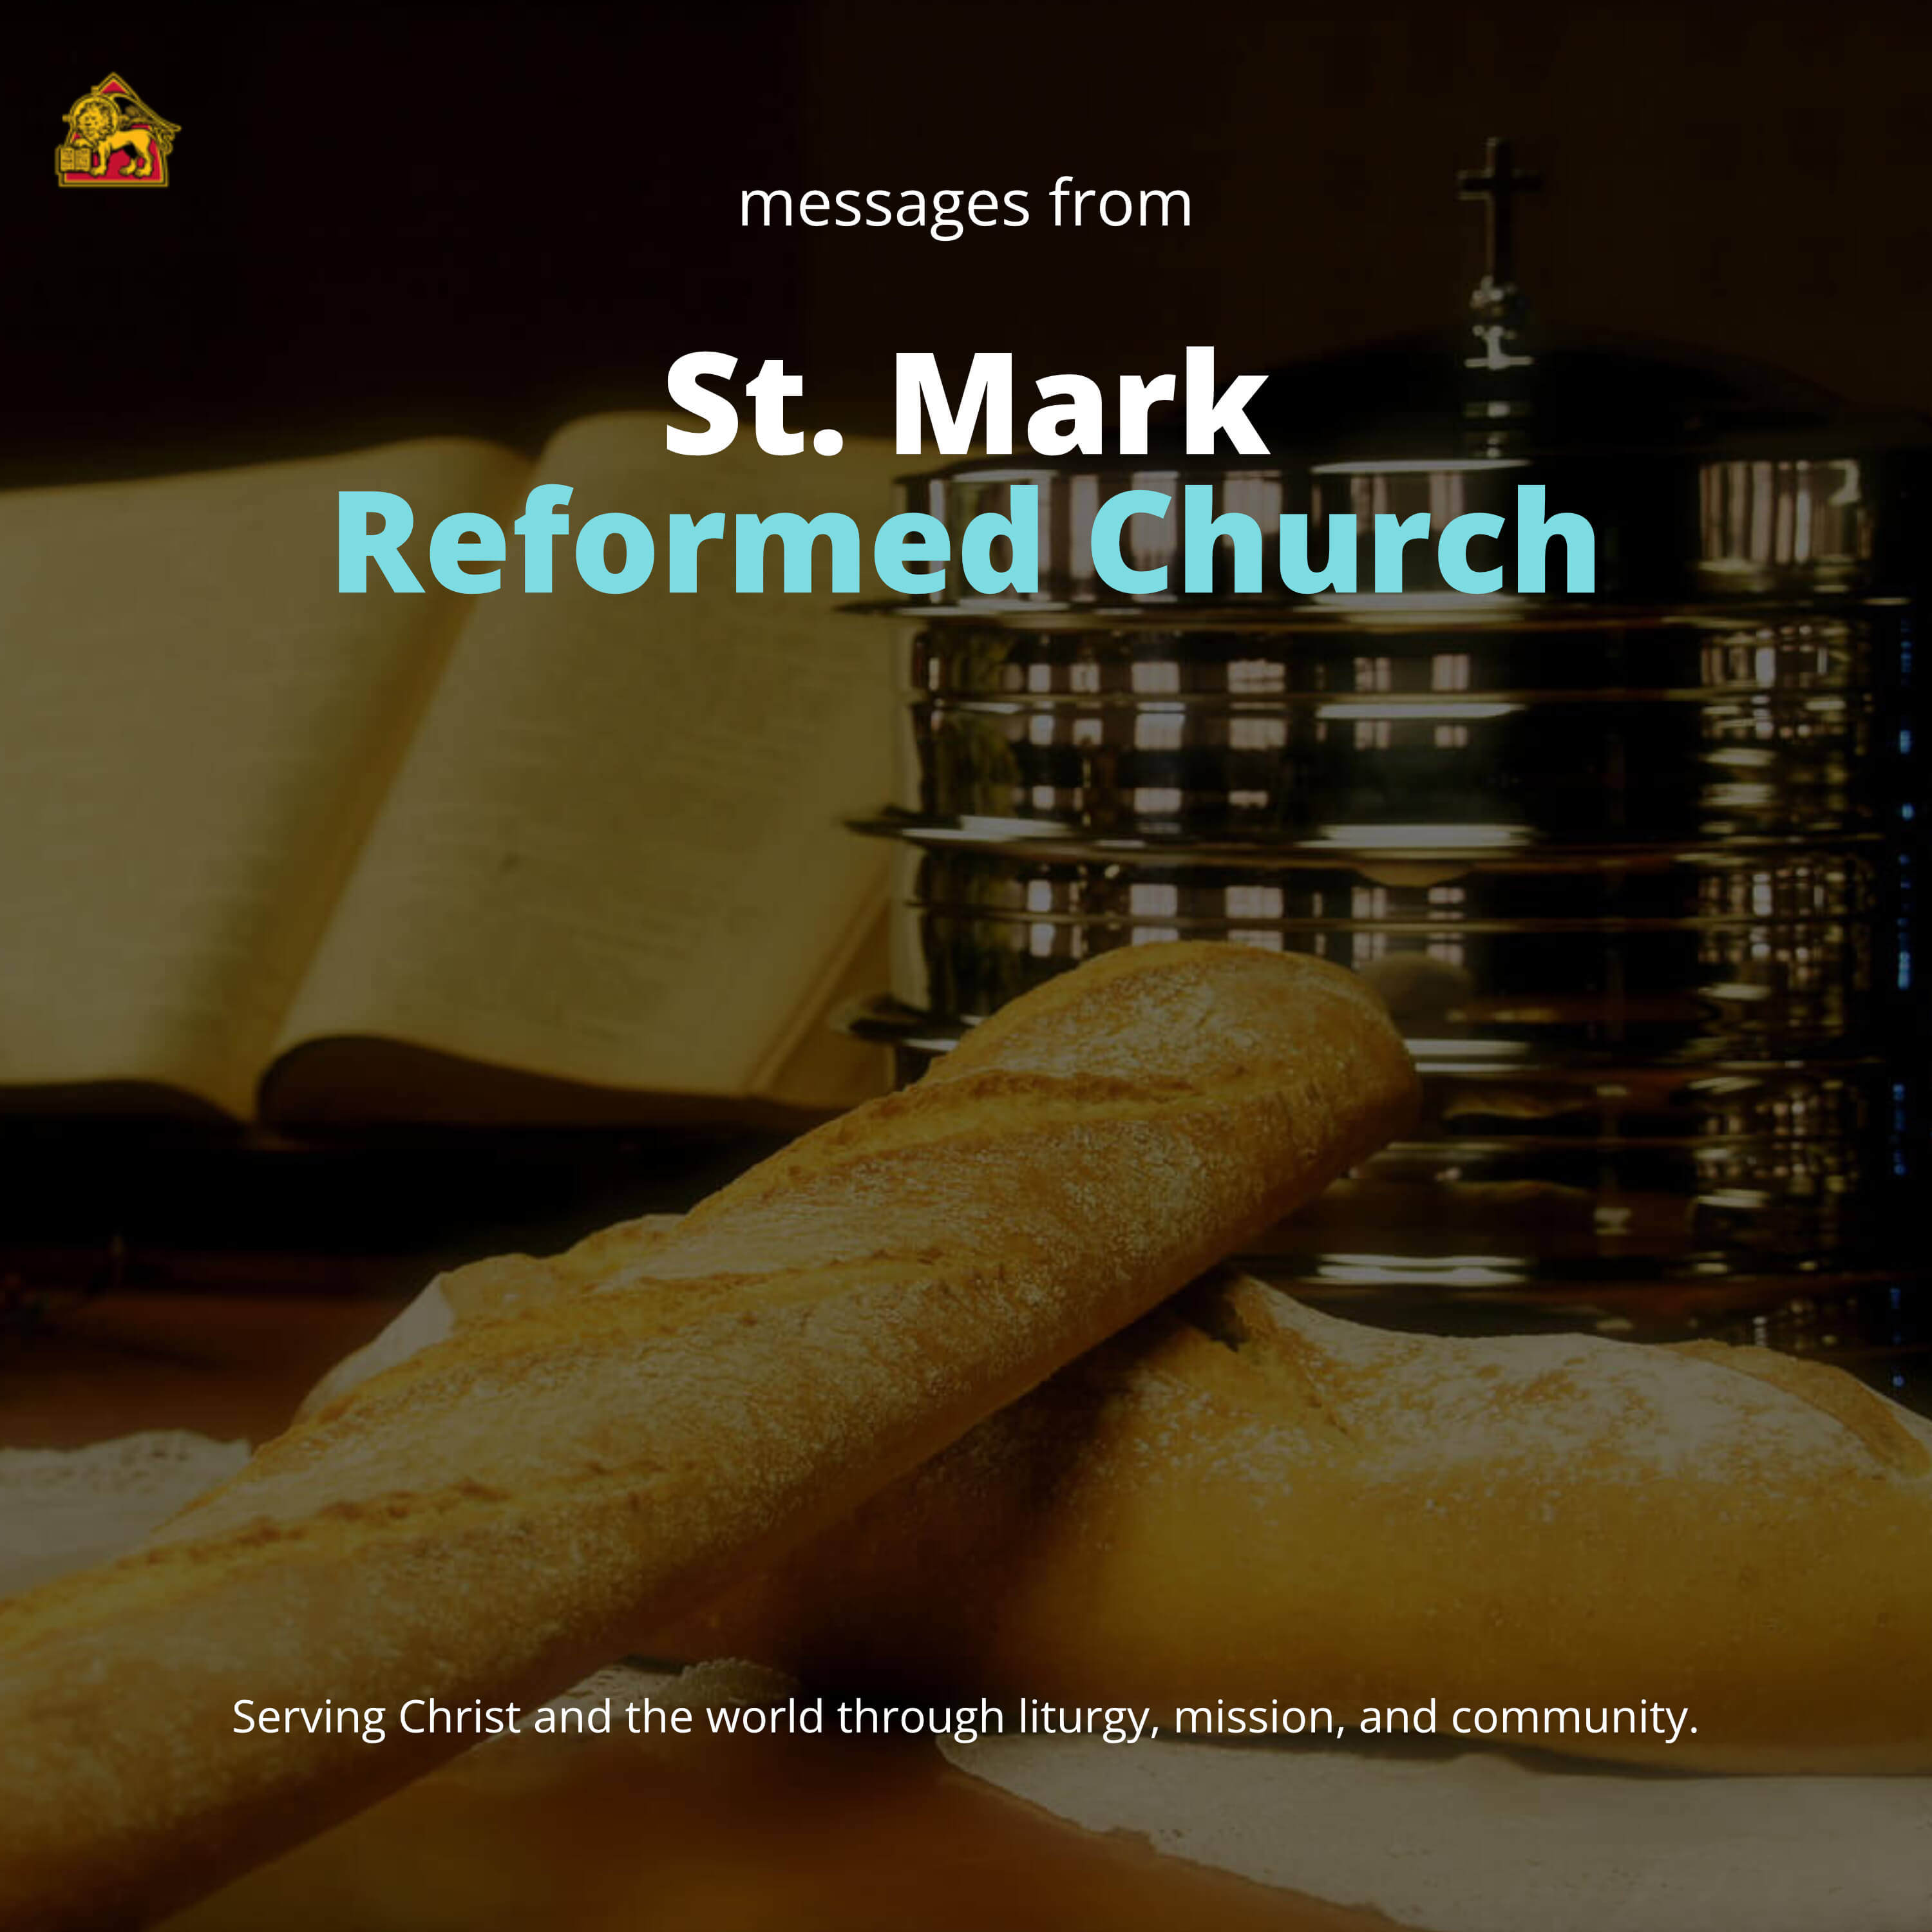 messages from
St. Mark
Reformed Church
Serving Christ and the world through liturgy, mission, and community.